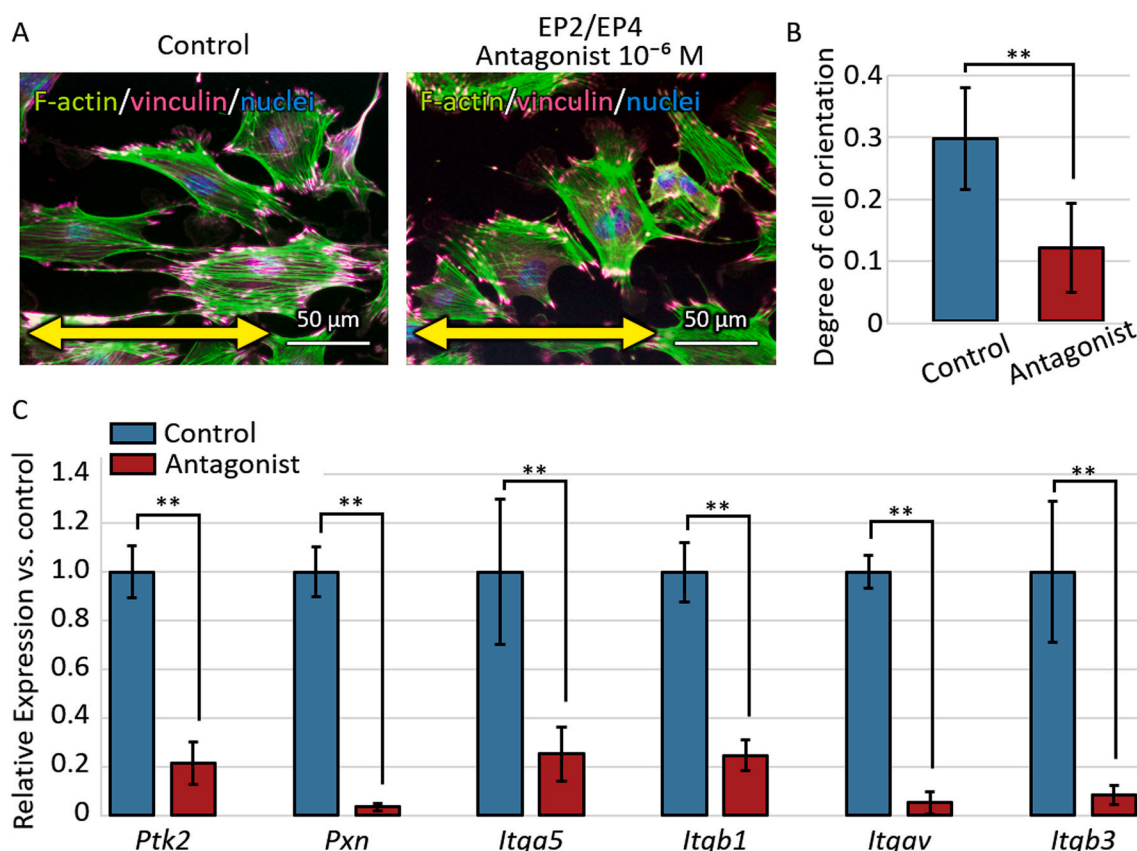 A
Control
EP2/EP4
Antagonist 10⁻⁶ M
F-actin/vinculin/nuclei
F-actin/vinculin/nuclei
50 μm
50 μm
B
**
Degree of cell orientation
0.4
0.3
0.2
0.1
0
Control
Antagonist
C
Control
Antagonist
Relative Expression vs. control
1.4
1.2
1.0
0.8
0.6
0.4
0.2
0
** ** ** ** ** **
Ptk2 Pxn Itga5 Itgb1 Itgav Itgb3